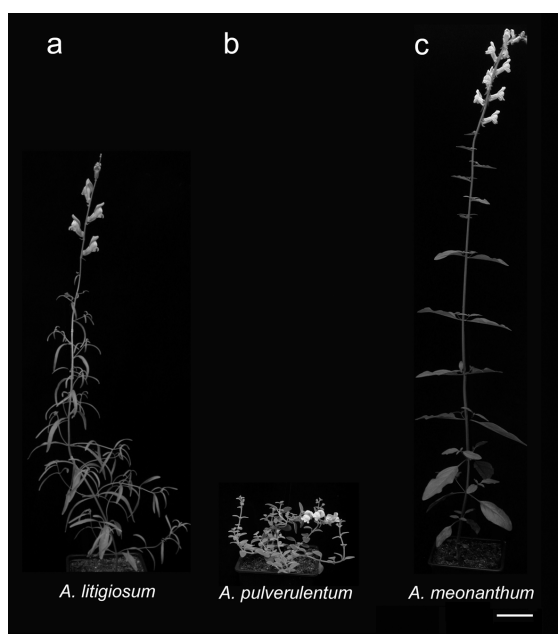 a
b
c
A. litigiosum
A. pulverulentum
A. meonanthum